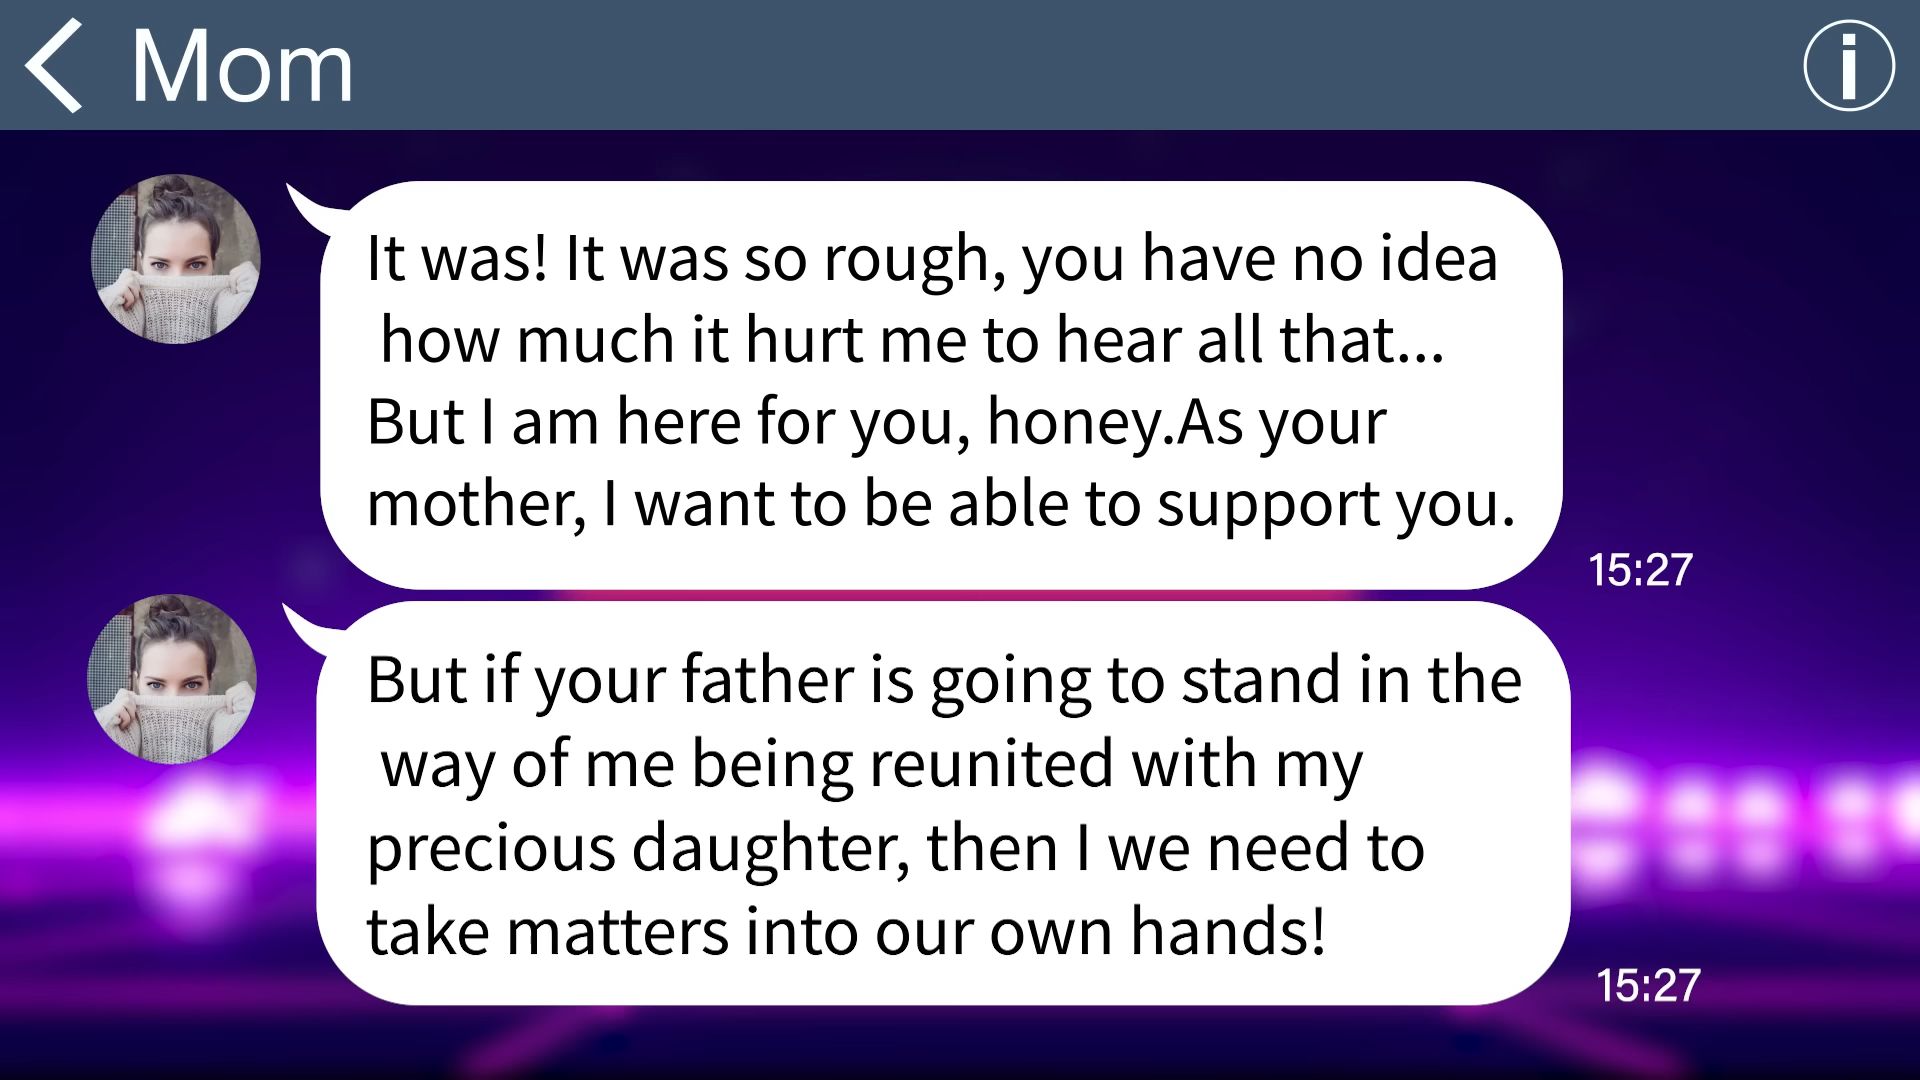 Mom
It was! It was so rough, you have no idea
how much it hurt me to hear all that...
But I am here for you, honey.As your
mother, I want to be able to support you.
15:27
But if your father is going to stand in the
way of me being reunited with my
precious daughter, then I we need to
take matters into our own hands!
15:27